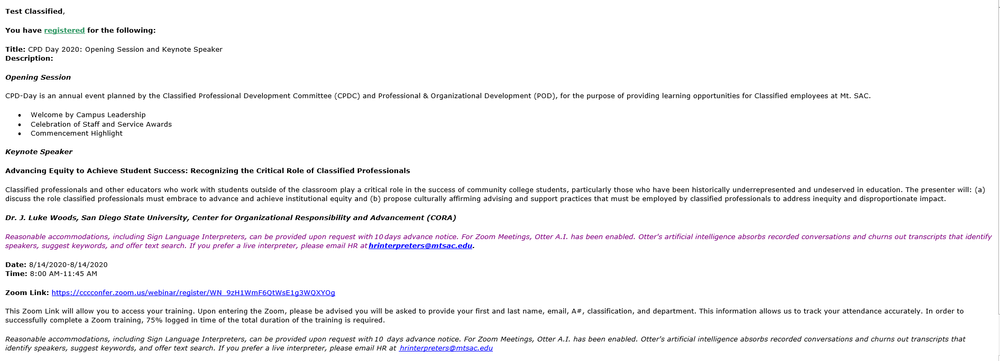 Test Classified,
You have registered for the following:
Title: CPD Day 2020: Opening Session and Keynote Speaker
Description:
Opening Session
CPD-Day is an annual event planned by the Classified Professional Development Committee (CPDC) and Professional & Organizational Development (POD), for the purpose of providing learning opportunities for Classified employees at Mt. SAC.
• Welcome by Campus Leadership
• Celebration of Staff and Service Awards
• Commencement Highlight
Keynote Speaker
Advancing Equity to Achieve Student Success: Recognizing the Critical Role of Classified Professionals
Classified professionals and other educators who work with students outside of the classroom play a critical role in the success of community college students, particularly those who have been historically underrepresented and undeserved in education. The presenter will: (a)
discuss the role classified professionals must embrace to advance and achieve institutional equity and (b) propose culturally affirming advising and support practices that must be employed by classified professionals to address inequity and disproportionate impact.
Dr. J. Luke Woods, San Diego State University, Center for Organizational Responsibility and Advancement (CORA)
Reasonable accommodations, including Sign Language Interpreters, can be provided upon request with 10 days advance notice. For Zoom Meetings, Otter A.I. has been enabled. Otter's artificial intelligence absorbs recorded conversations and churns out transcripts that identify
speakers, suggest keywords, and offer text search. If you prefer a live interpreter, please email HR at hrinterpreters@mtsac.edu.
Date: 8/14/2020-8/14/2020
Time: 8:00 AM-11:45 AM
Zoom Link: https://cccconfer.zoom.us/webinar/register/WN_9zH1WmF6QtWsE1g3WQXYOg
This Zoom Link will allow you to access your training. Upon entering the Zoom, please be advised you will be asked to provide your first and last name, email, A#, classification, and department. This information allows us to track your attendance accurately. In order to
successfully complete a Zoom training, 75% logged in time of the total duration of the training is required.
Reasonable accommodations, including Sign Language Interpreters, can be provided upon request with 10 days advance notice. For Zoom Meetings, Otter A.I. has been enabled. Otter's artificial intelligence absorbs recorded conversations and churns out transcripts that
identify speakers, suggest keywords, and offer text search. If you prefer a live interpreter, please email HR at hrinterpreters@mtsac.edu